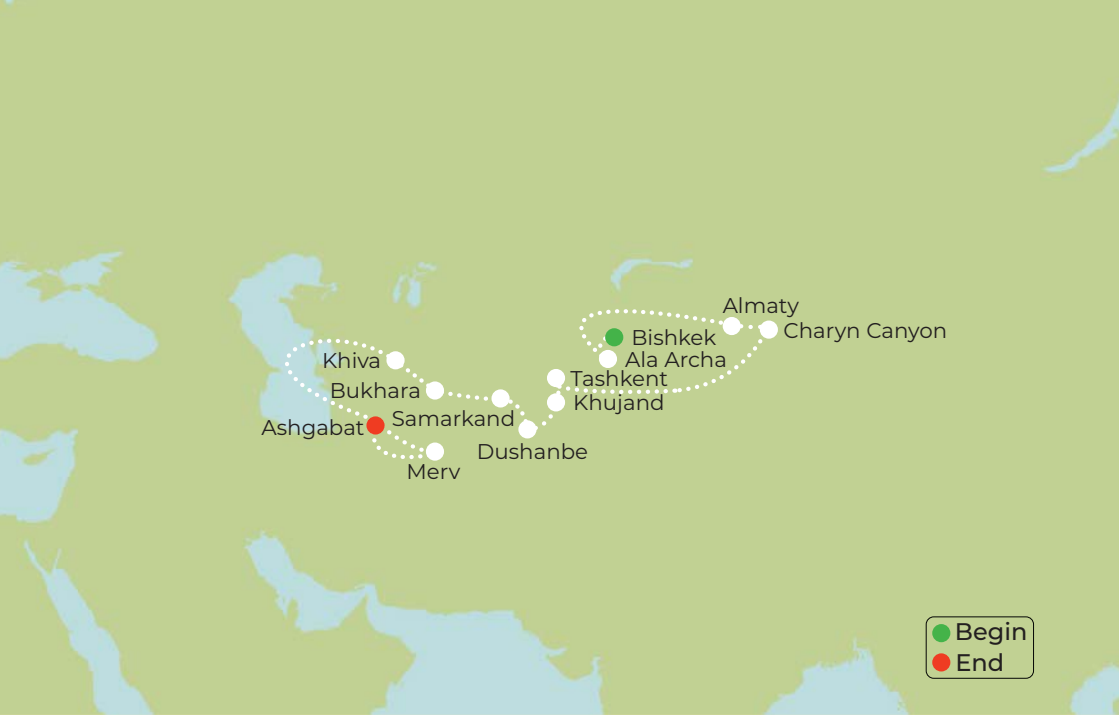 Almaty
Charyn Canyon
Bishkek
Ala Archa
Khiva
Tashkent
Bukhara
Khujand
Samarkand
Ashgabat
Dushanbe
Merv
Begin
End